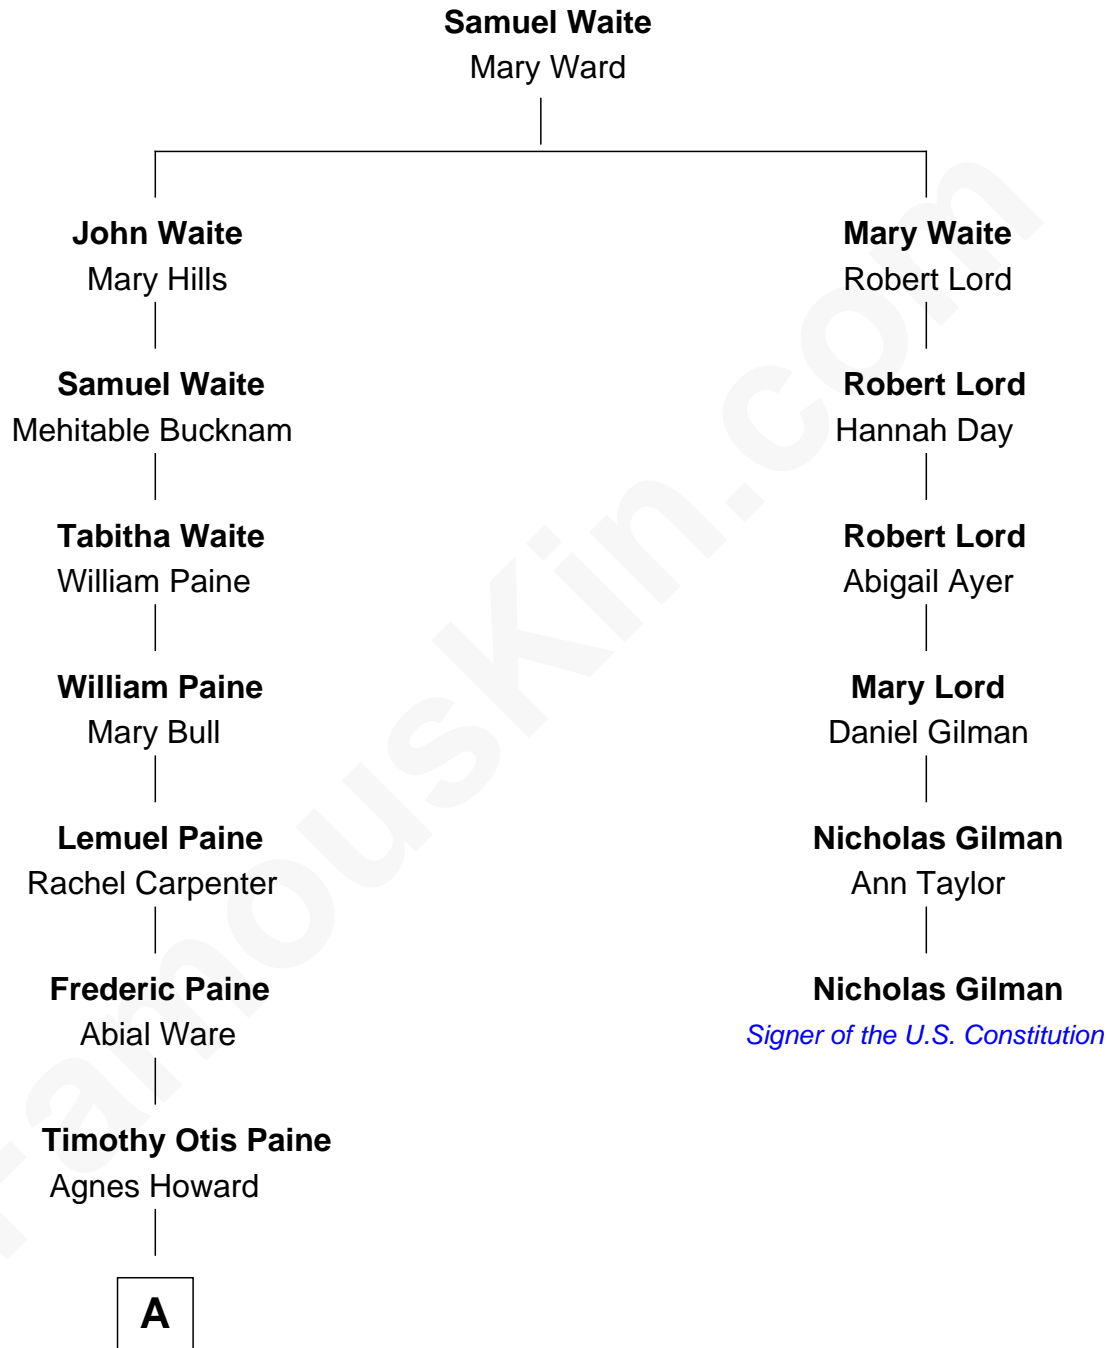 Samuel Waite
Mary Ward
John Waite
Mary Hills
Samuel Waite
Mehitable Bucknam
Tabitha Waite
William Paine
William Paine
Mary Bull
Lemuel Paine
Rachel Carpenter
Frederic Paine
Abial Ware
Timothy Otis Paine
Agnes Howard
A
Mary Waite
Robert Lord
Robert Lord
Hannah Day
Robert Lord
Abigail Ayer
Mary Lord
Daniel Gilman
Nicholas Gilman
Ann Taylor
Nicholas Gilman
Signer of the U.S. Constitution
FamousKin.com